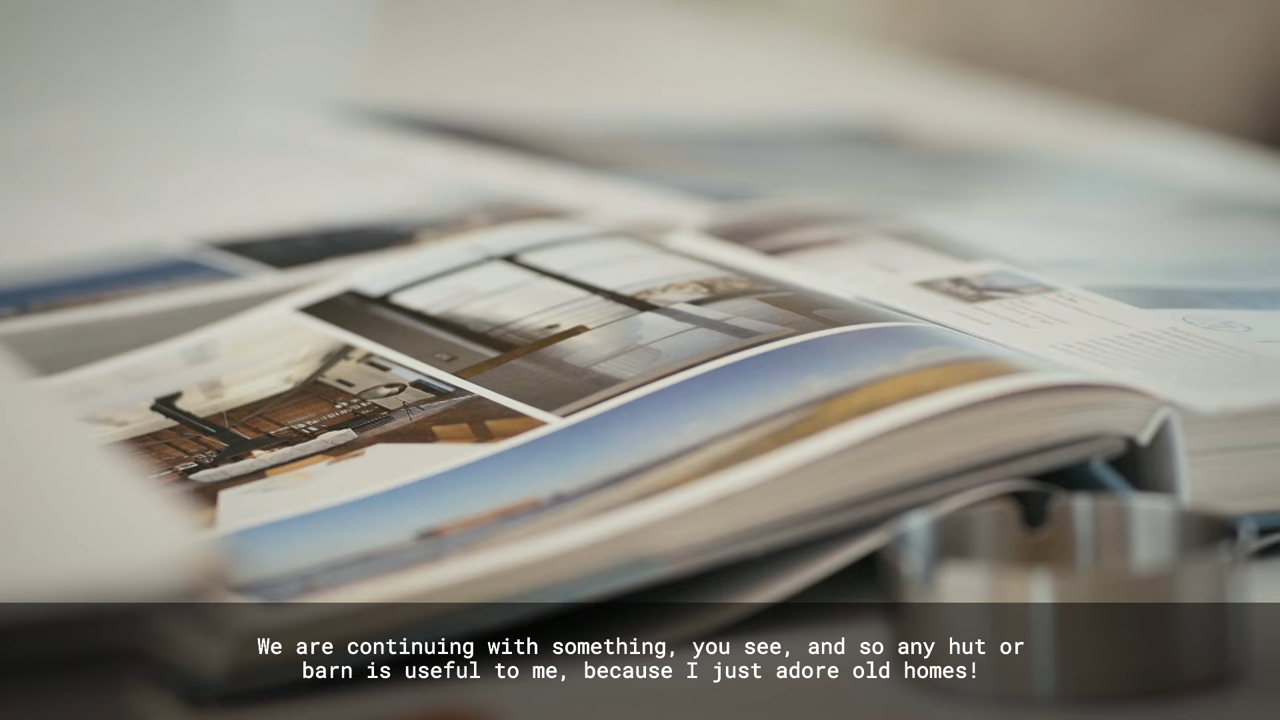 We are continuing with something, you see, and so any hut or
barn is useful to me, because I just adore old homes!